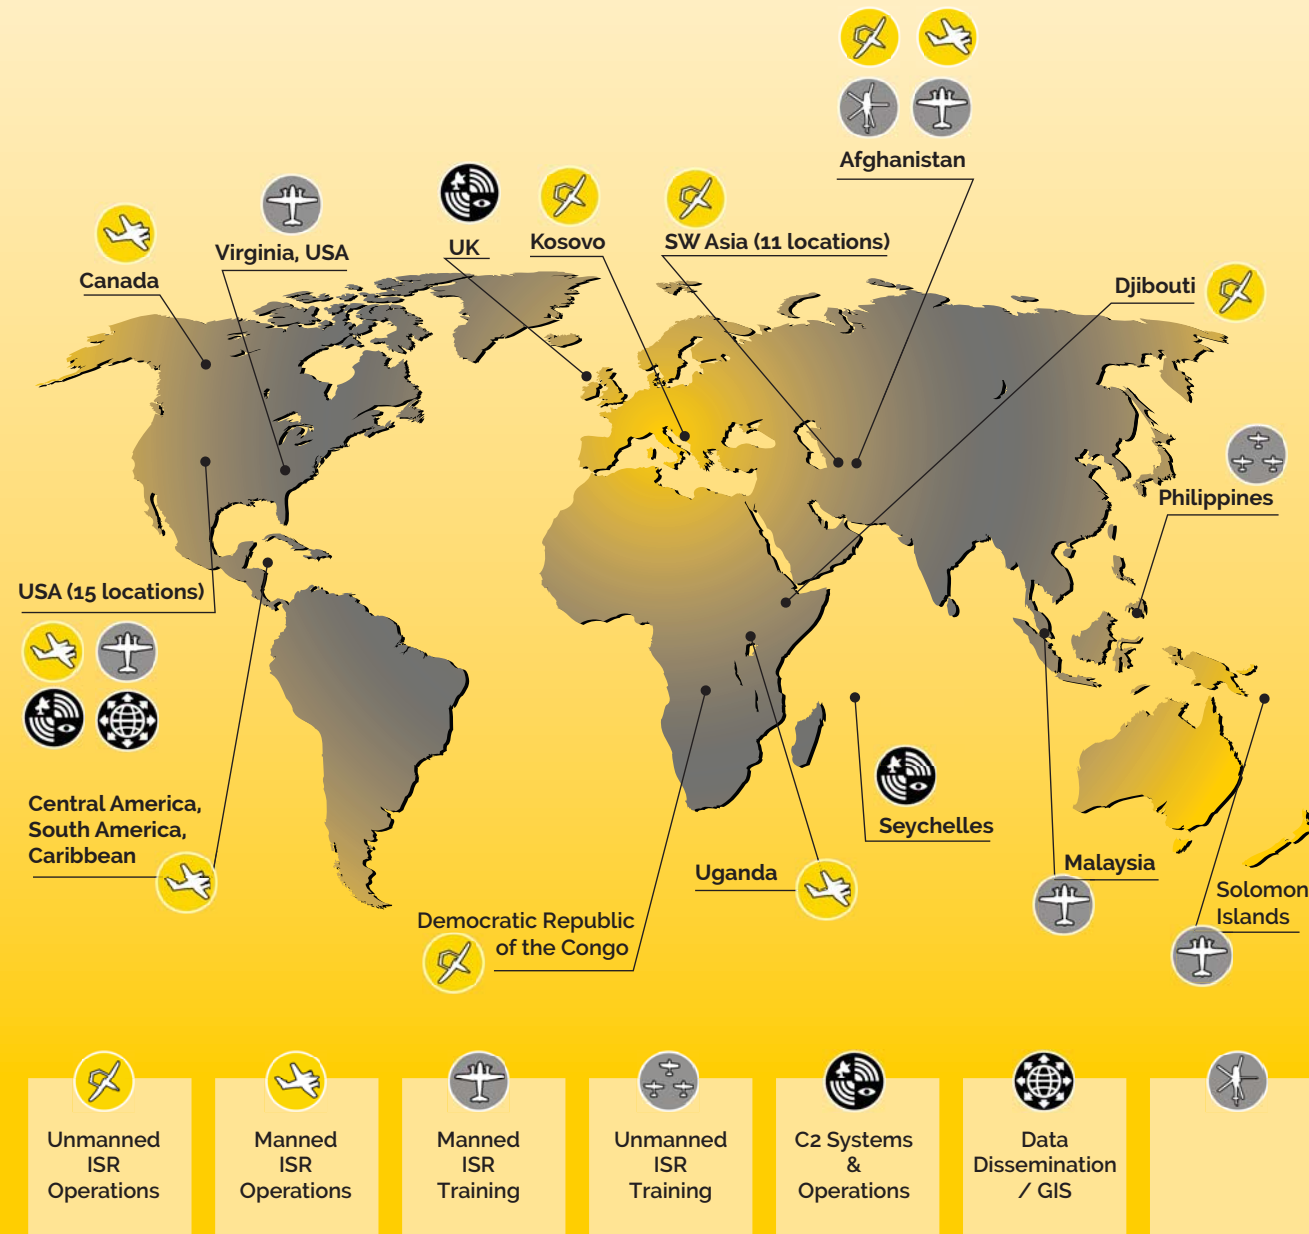 Afghanistan
Virginia, USA
UK
Kosovo
SW Asia (11 locations)
Canada
Djibouti
Philippines
USA (15 locations)
Central America,
South America,
Caribbean
Seychelles
Uganda
Malaysia
Solomon
Islands
Democratic Republic
of the Congo
Unmanned
ISR
Operations
Manned
ISR
Operations
Manned
ISR
Training
Unmanned
ISR
Training
C2 Systems
&
Operations
Data
Dissemination
/ GIS